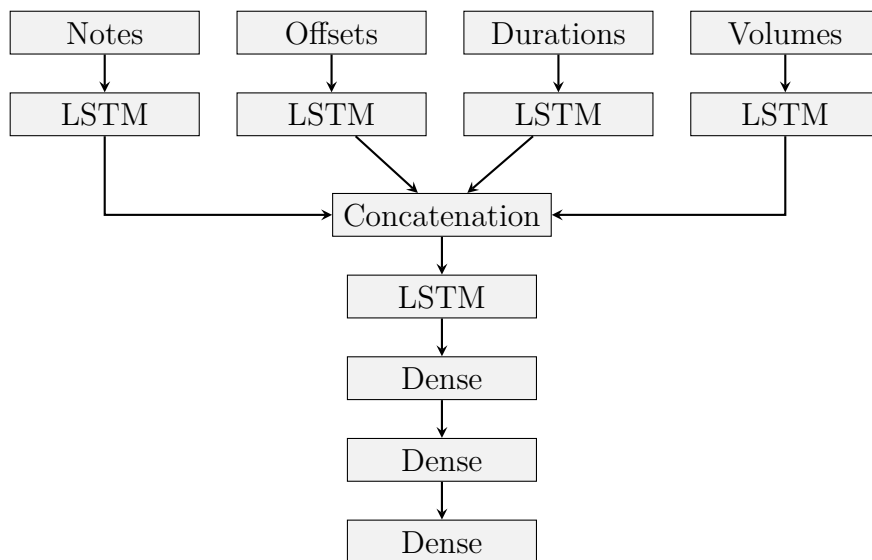 Notes Offsets Durations Volumes
LSTM LSTM LSTM LSTM
Concatenation
LSTM
Dense
Dense
Dense